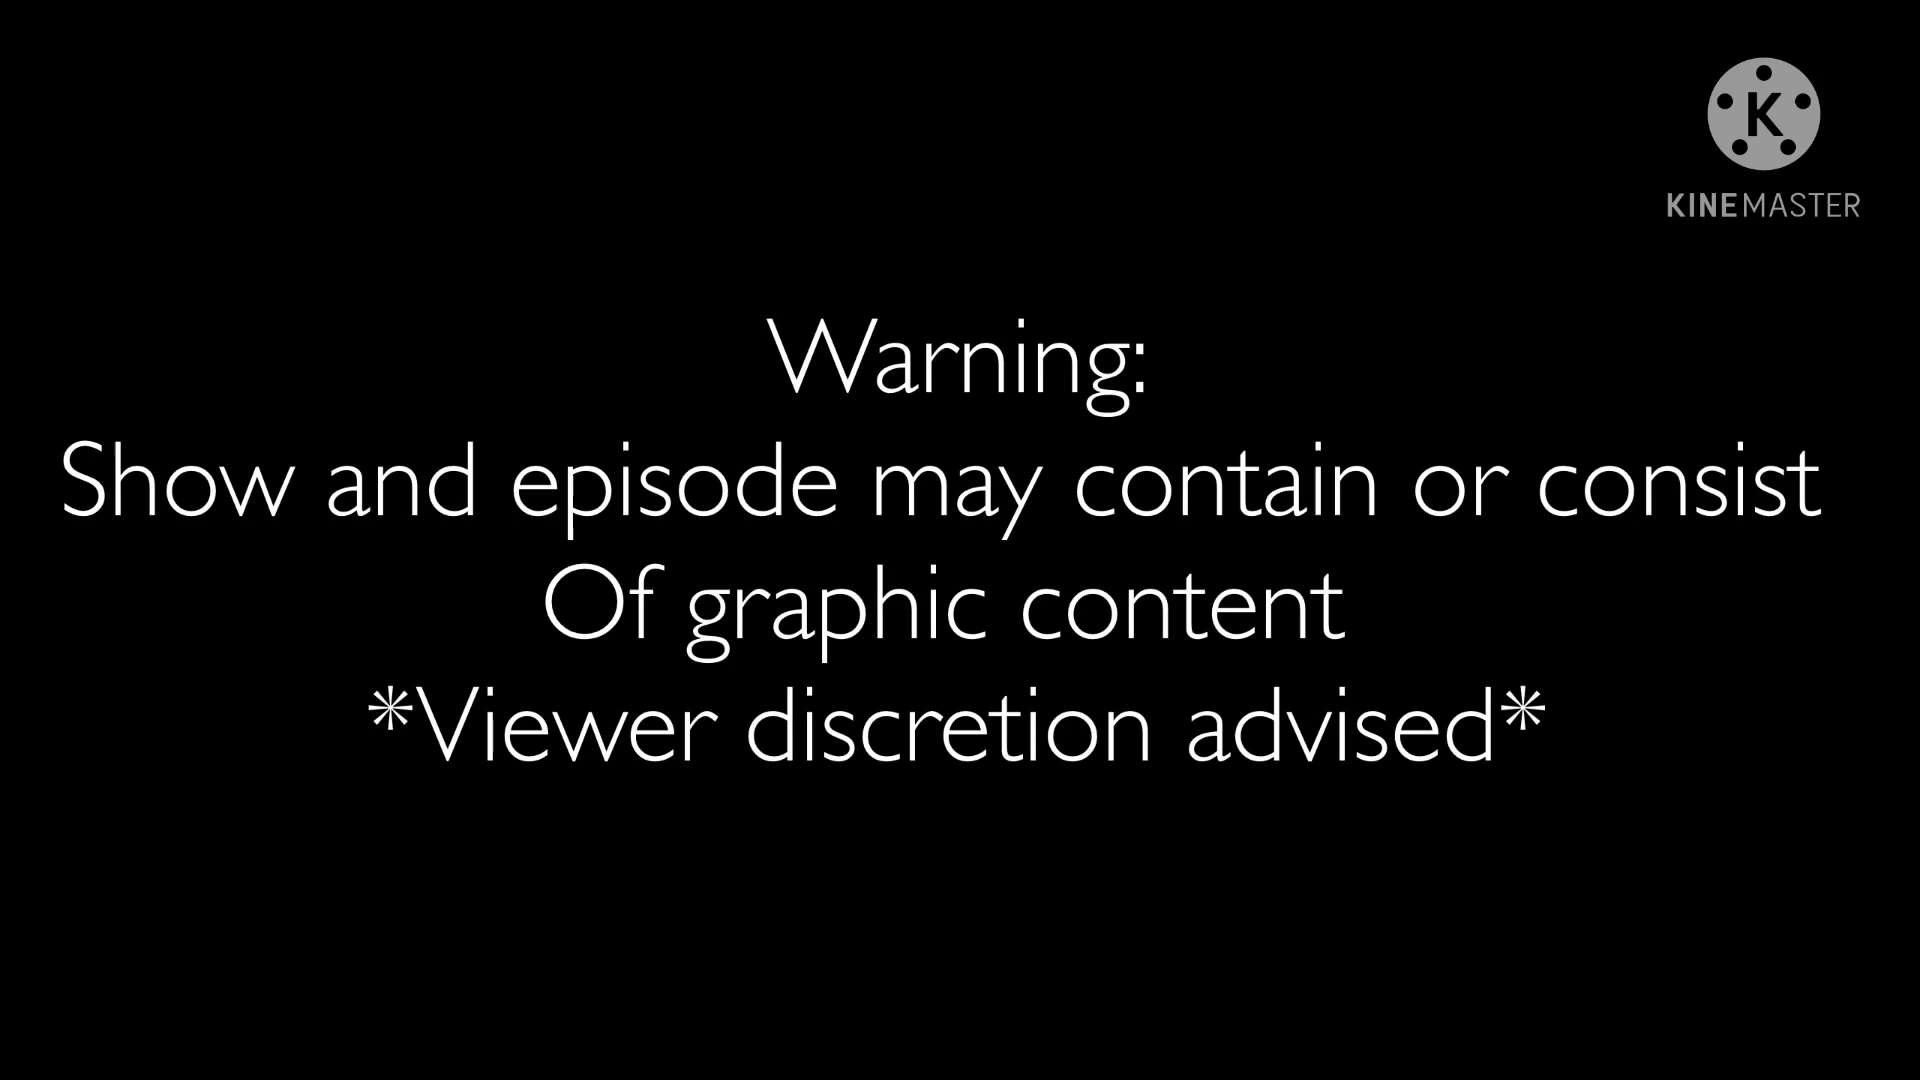 K
KINEMASTER
Warning:
Show and episode may contain or consist
Of graphic content
*Viewer discretion advised*